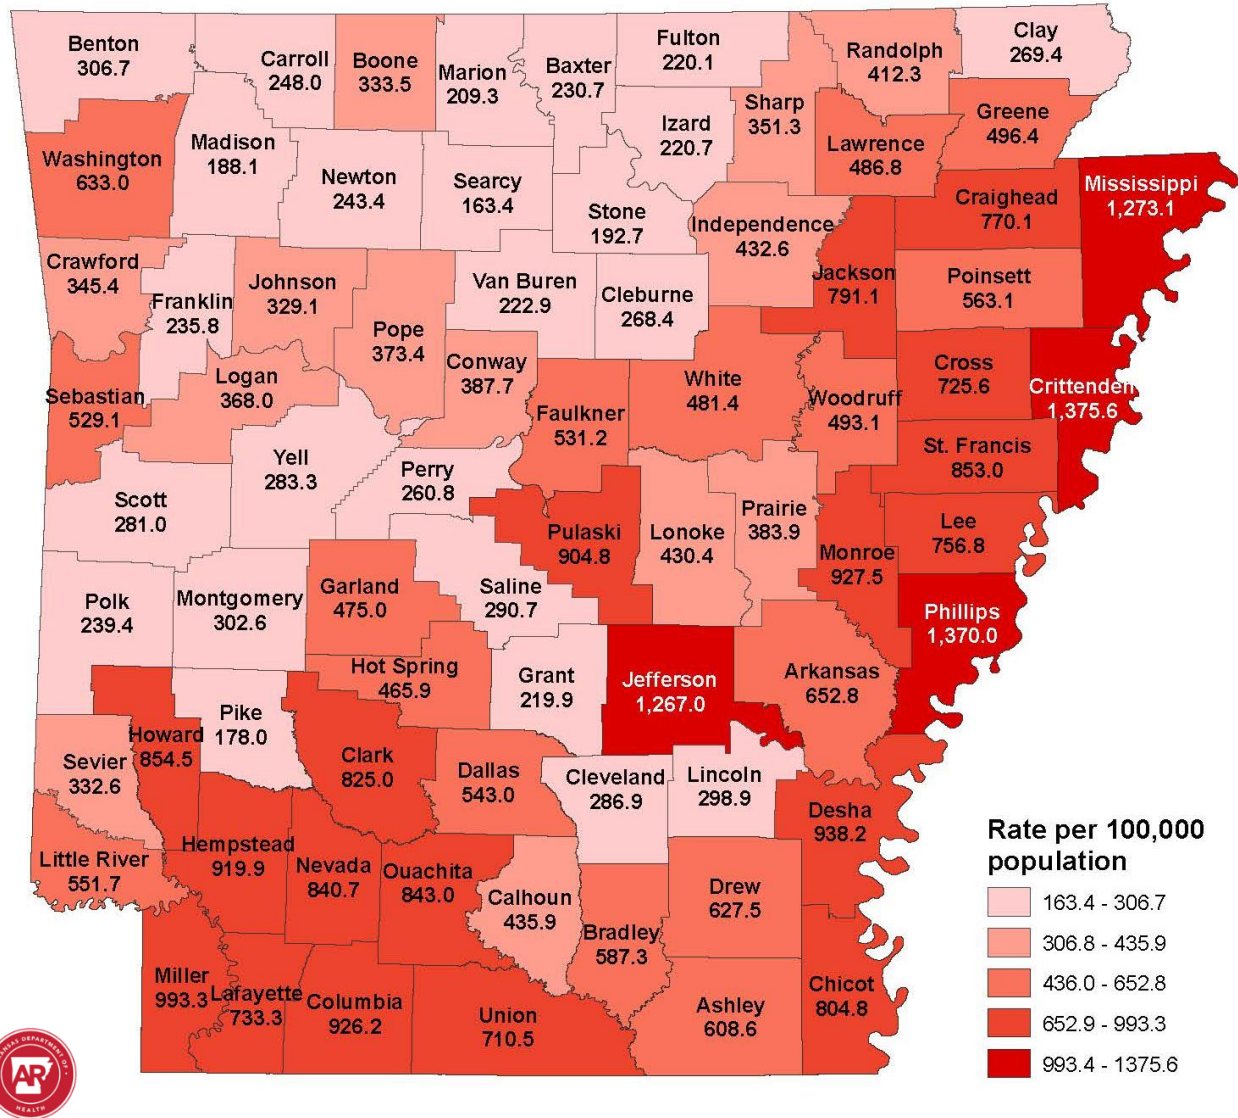 Benton
306.7
Carroll
248.0
Boone
333.5
Marion
209.3
Baxter
230.7
Fulton
220.1
Randolph
412.3
Clay
269.4
Sharp
351.3
Izard
220.7
Greene
496.4
Lawrence
486.8
Washington
633.0
Madison
188.1
Newton
243.4
Searcy
163.4
Stone
192.7
Independence
432.6
Craighead
770.1
Mississippi
1,273.1
Crawford
345.4
Franklin
235.8
Johnson
329.1
Pope
373.4
Van Buren
222.9
Cleburne
268.4
Jackson
791.1
Poinsett
563.1
Sebastian
529.1
Logan
368.0
Conway
387.7
Faulkner
531.2
White
481.4
Woodruff
493.1
Cross
725.6
Crittenden
1,375.6
St. Francis
853.0
Scott
281.0
Yell
283.3
Perry
260.8
Pulaski
904.8
Lonoke
430.4
Prairie
383.9
Monroe
927.5
Lee
756.8
Polk
239.4
Montgomery
302.6
Garland
475.0
Saline
290.7
Phillips
1,370.0
Hot Spring
465.9
Grant
219.9
Jefferson
1,267.0
Arkansas
652.8
Sevier
332.6
Howard
854.5
Pike
178.0
Clark
825.0
Dallas
543.0
Cleveland
286.9
Lincoln
298.9
Desha
938.2
Little River
551.7
Hempstead
919.9
Nevada
840.7
Ouachita
843.0
Calhoun
435.9
Bradley
587.3
Drew
627.5
Miller
993.3
Lafayette
733.3
Columbia
926.2
Union
710.5
Ashley
608.6
Chicot
804.8
Rate per 100,000
population
163.4 - 306.7
306.8 - 435.9
436.0 - 652.8
652.9 - 993.3
993.4 - 1375.6
DEPARTMENT OF
AR
HEALTH